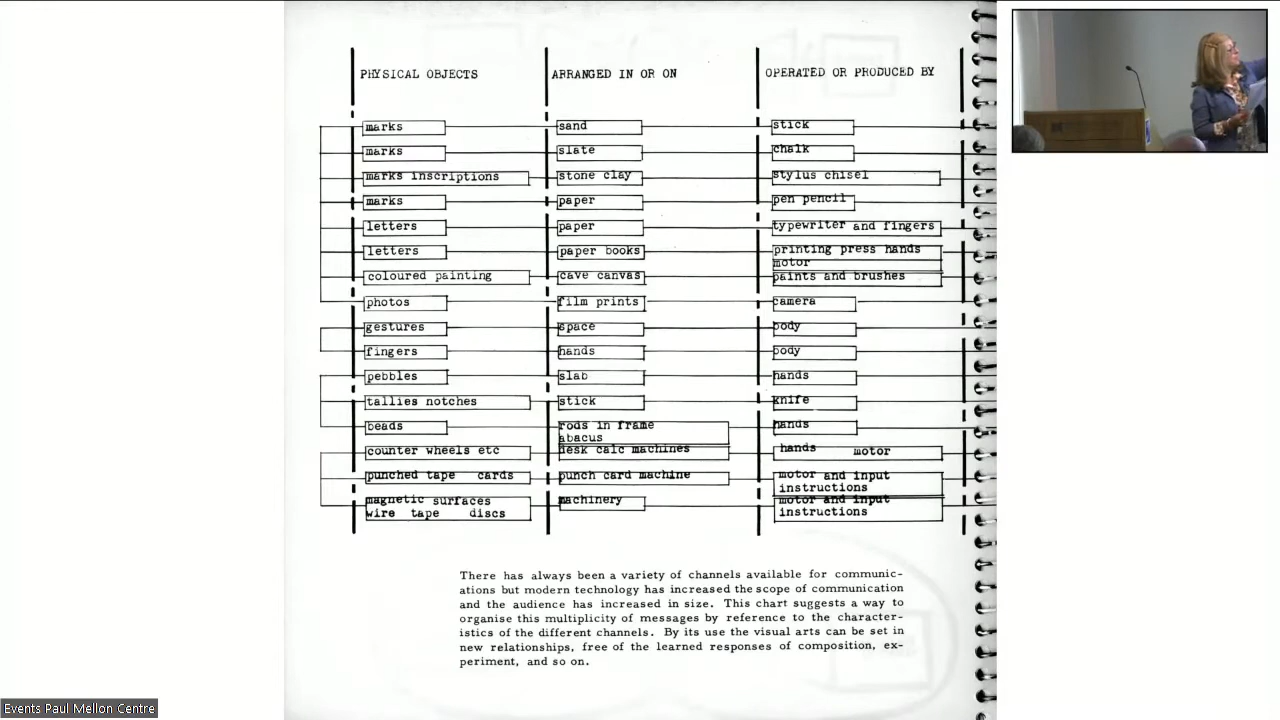 PHYSICAL OBJECTS ARRANGED IN OR ON OPERATED OR PRODUCED BY
marks sand stick
marks slate chalk
marks inscriptions stone clay stylus chisel
marks paper pen pencil
letters paper typewriter and fingers
letters paper books printing press hands
motor
coloured painting cave canvas paints and brushes
photos film prints camera
gestures space body
fingers hands body
pebbles slab hands
tallies notches stick knife
beads rods in frame hands
abacus
counter wheels etc desk calc machines hands motor
punched tape cards punch card machine motor and input
instructions
magnetic surfaces machinery motor and input
wire tape discs instructions
There has always been a variety of channels available for communic-
ations but modern technology has increased the scope of communication
and the audience has increased in size. This chart suggests a way to
organise this multiplicity of messages by reference to the character-
istics of the different channels. By its use the visual arts can be set in
new relationships, free of the learned responses of composition, ex-
periment, and so on.
Events Paul Mellon Centre